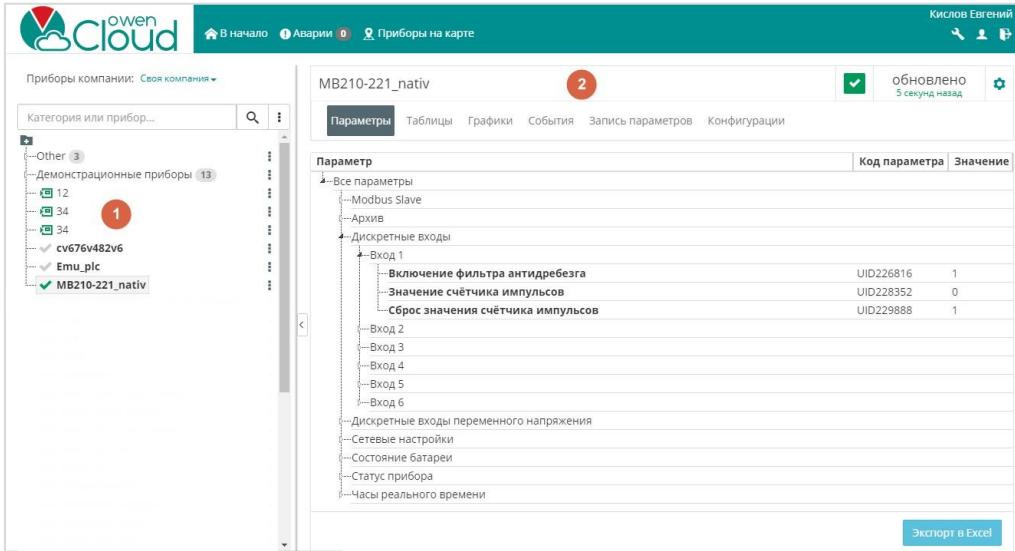 owen
Cloud
В начало
Аварии 0
Приборы на карте
Кислов Евгений
Приборы компании: Своя компания
Категория или прибор...
Other 3
Демонстрационные приборы 13
12
34
34
cv676v482v6
Emu_plc
MB210-221_nativ
1
MB210-221_nativ
2
обновлено
5 секунд назад
Параметры Таблицы Графики События Запись параметров Конфигурации
Параметр Код параметра Значение
Все параметры
Modbus Slave
Архив
Дискретные входы
Вход 1
Включение фильтра антидребезга UID226816 1
Значение счётчика импульсов UID228352 0
Сброс значения счётчика импульсов UID229888 1
Вход 2
Вход 3
Вход 4
Вход 5
Вход 6
Дискретные входы переменного напряжения
Сетевые настройки
Состояние батареи
Статус прибора
Часы реального времени
Экспорт в Excel